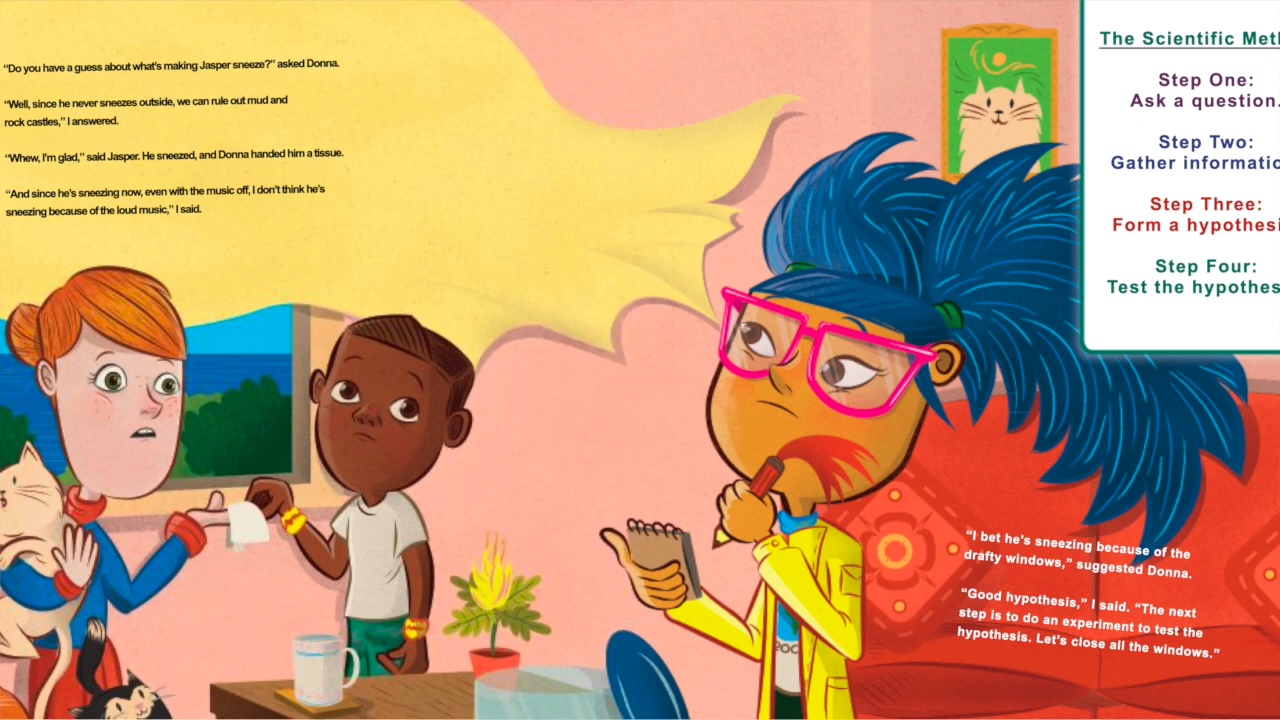 “Do you have a guess about what’s making Jasper sneeze?” asked Donna.
“Well, since he never sneezes outside, we can rule out mud and
rock castles,” I answered.
“Whew, I’m glad,” said Jasper. He sneezed, and Donna handed him a tissue.
“And since he’s sneezing now, even with the music off, I don’t think he’s
sneezing because of the loud music,” I said.
The Scientific Met
Step One:
Ask a question.
Step Two:
Gather informatio
Step Three:
Form a hypothesi
Step Four:
Test the hypothes
“I bet he’s sneezing because of the
drafty windows,” suggested Donna.
“Good hypothesis,” I said. “The next
step is to do an experiment to test the
hypothesis. Let’s close all the windows.”